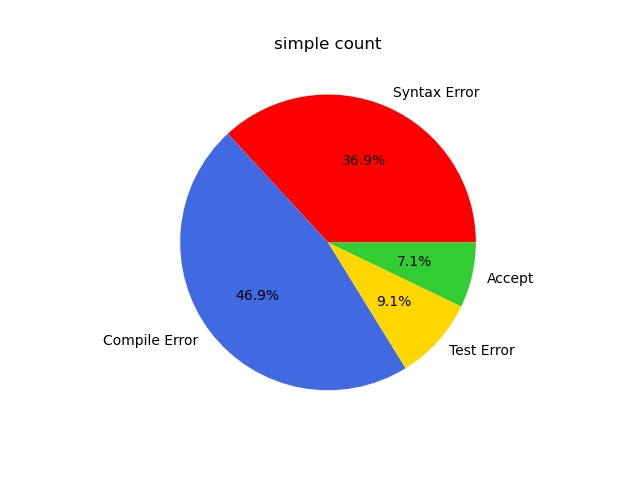 simple count
Syntax Error
36.9%
7.1%
Accept
46.9%
9.1%
Compile Error
Test Error